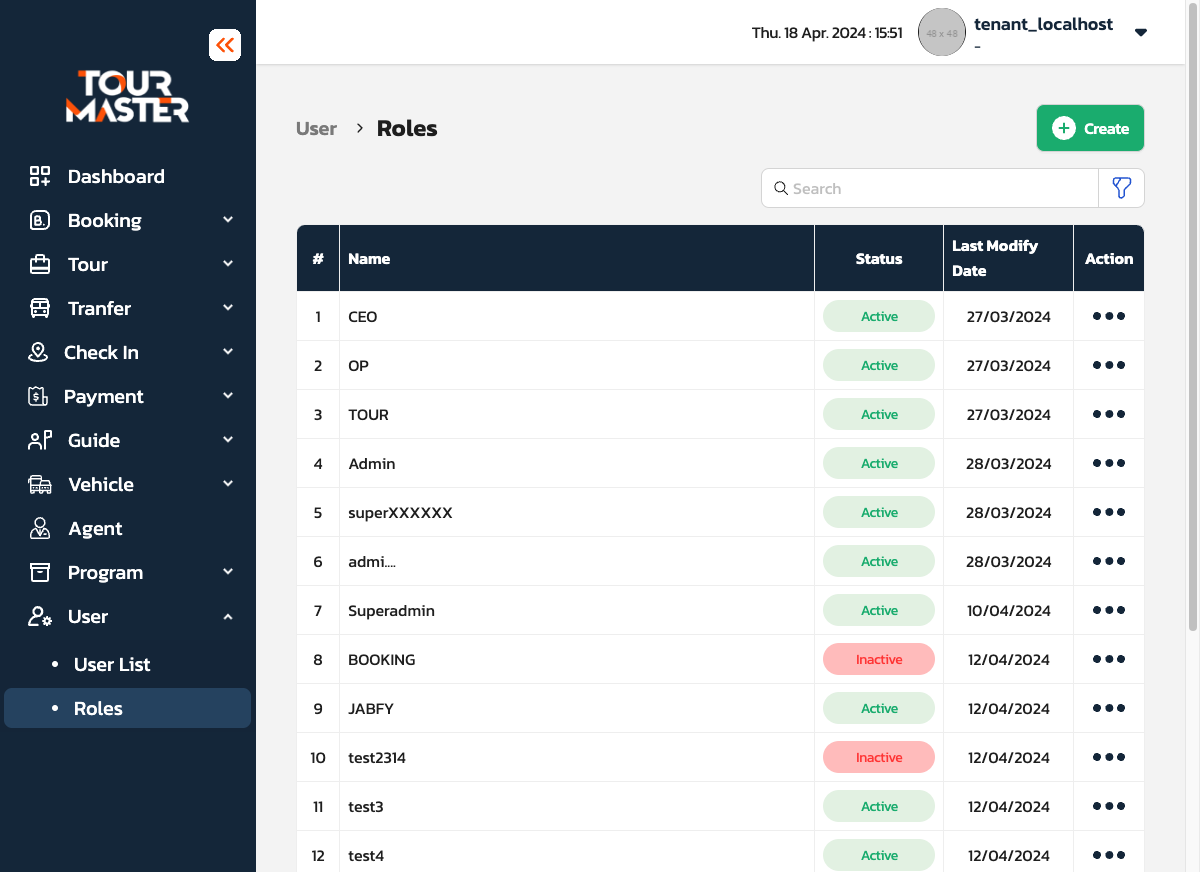 Thu. 18 Apr. 2024 : 15:51
48 x 48
tenant_localhost
-
TOUR
MASTER
Dashboard
Booking
Tour
Tranfer
Check In
Payment
Guide
Vehicle
Agent
Program
User
• User List
• Roles
User > Roles
Create
Search
# Name Status Last Modify Date Action
1 CEO Active 27/03/2024
2 OP Active 27/03/2024
3 TOUR Active 27/03/2024
4 Admin Active 28/03/2024
5 superXXXXXX Active 28/03/2024
6 admi.... Active 28/03/2024
7 Superadmin Active 10/04/2024
8 BOOKING Inactive 12/04/2024
9 JABFY Active 12/04/2024
10 test2314 Inactive 12/04/2024
11 test3 Active 12/04/2024
12 test4 Active 12/04/2024